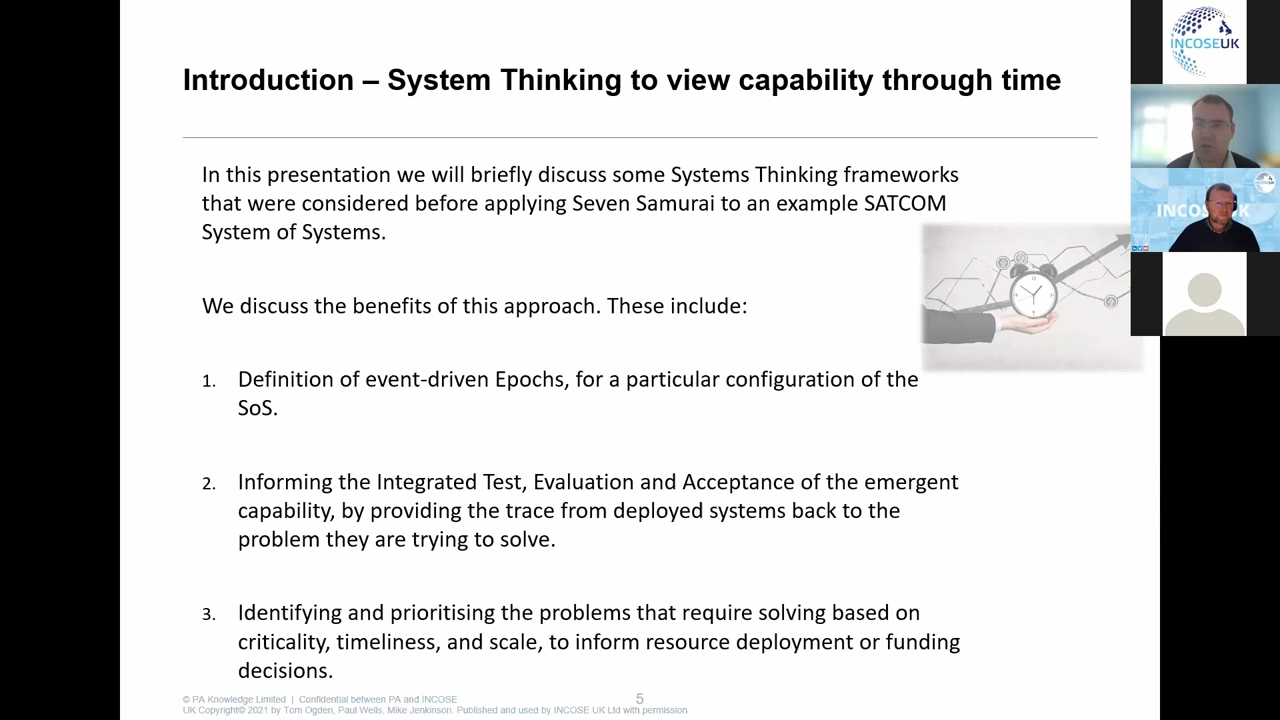 Introduction – System Thinking to view capability through time
In this presentation we will briefly discuss some Systems Thinking frameworks
that were considered before applying Seven Samurai to an example SATCOM
System of Systems.
We discuss the benefits of this approach. These include:
1. Definition of event-driven Epochs, for a particular configuration of the
SoS.
2. Informing the Integrated Test, Evaluation and Acceptance of the emergent
capability, by providing the trace from deployed systems back to the
problem they are trying to solve.
3. Identifying and prioritising the problems that require solving based on
criticality, timeliness, and scale, to inform resource deployment or funding
decisions.
© PA Knowledge Limited | Confidential between PA and INCOSE
UK Copyright© 2021 by Tom Ogden, Paul Wells, Mike Jenkinson. Published and used by INCOSE UK Ltd with permission
5
INCOSEUK